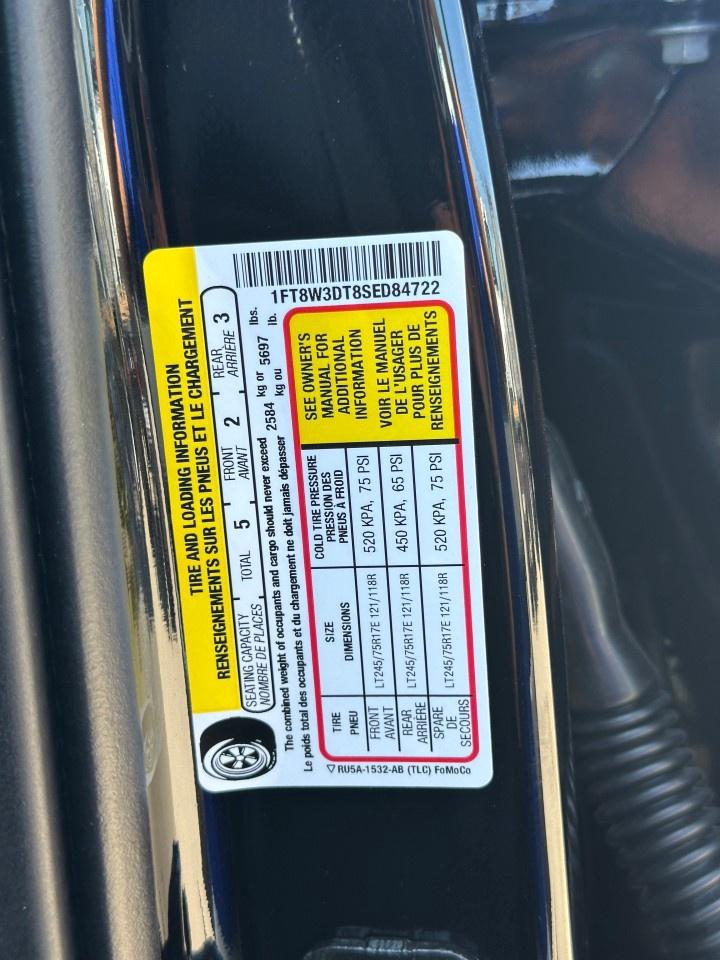 1FT8W3DT8SED84722
TIRE AND LOADING INFORMATION
RENSEIGNEMENTS SUR LES PNEUS ET LE CHARGEMENT
SEATING CAPACITY
NOMBRE DE PLACES
TOTAL 5
FRONT
AVANT
2
REAR
ARRIÈRE
3
The combined weight of occupants and cargo should never exceed 2584 kg or 5697 lbs.
Le poids total des occupants et du chargement ne doit jamais dépasser kg ou lb.
TIRE
PNEU
SIZE
DIMENSIONS
COLD TIRE PRESSURE
PRESSION DES
PNEUS À FROID
FRONT
AVANT
LT245/75R17E 121/118R
520 KPA, 75 PSI
REAR
ARRIÈRE
LT245/75R17E 121/118R
450 KPA, 65 PSI
SPARE
DE
SECOURS
LT245/75R17E 121/118R
520 KPA, 75 PSI
SEE OWNER'S
MANUAL FOR
ADDITIONAL
INFORMATION
VOIR LE MANUEL
DE L'USAGER
POUR PLUS DE
RENSEIGNEMENTS
RU5A-1532-AB (TLC) FoMoCo